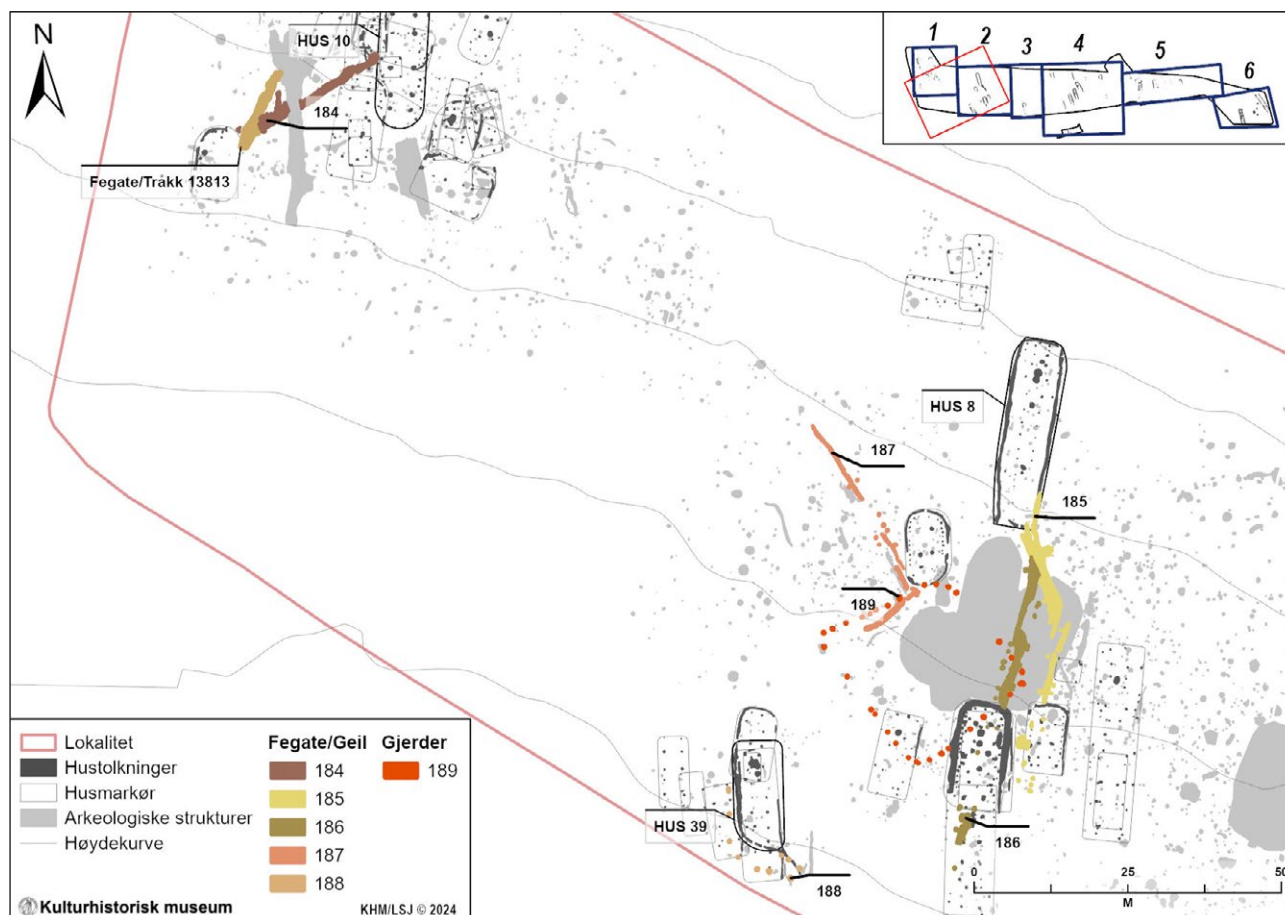 N
HUS 10
184
Fegate/Tråkk 13813
1
2
3
4
5
6
HUS 8
187
185
189
HUS 39
188
186
0 25 50
M
Lokalitet
Hustolkninger
Husmarkør
Arkeologiske strukturer
Høydekurve
Fegate/Geil
184
185
186
187
188
Gjerder
189
Kulturhistorisk museum
KHM/LSJ © 2024